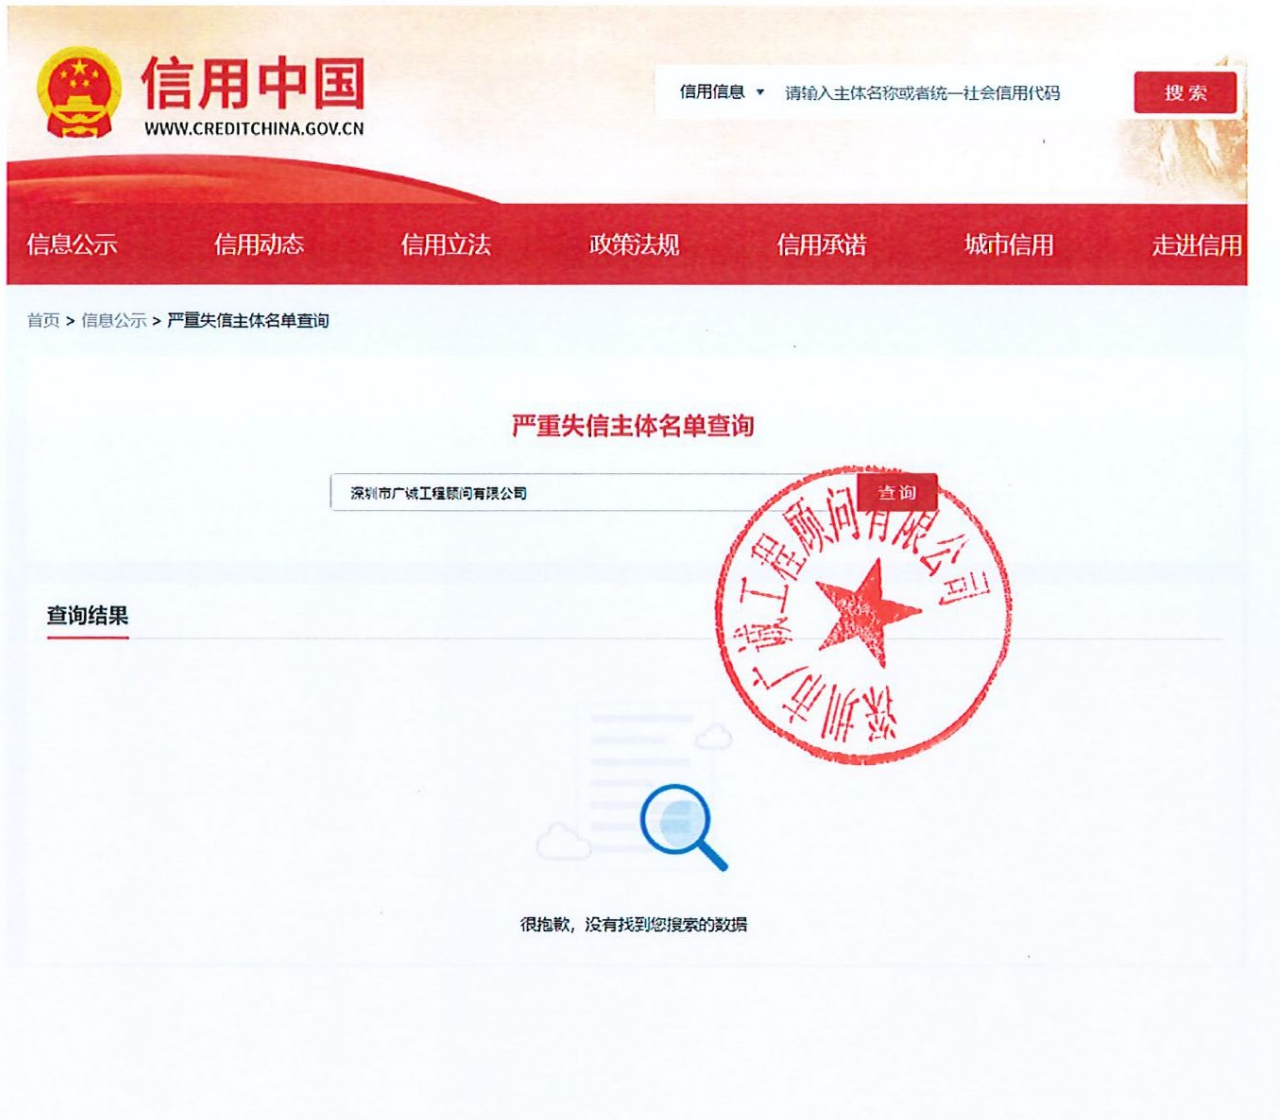 信用中国
WWW.CREDITCHINA.GOV.CN
信用信息 请输入主体名称或者统一社会信用代码 搜索
信息公示 信用动态 信用立法 政策法规 信用承诺 城市信用 走进信用
首页 > 信息公示 > 严重失信主体名单查询
严重失信主体名单查询
深圳市广诚工程顾问有限公司 查询
深圳市广诚工程顾问有限公司
查询结果
很抱歉，没有找到您搜索的数据